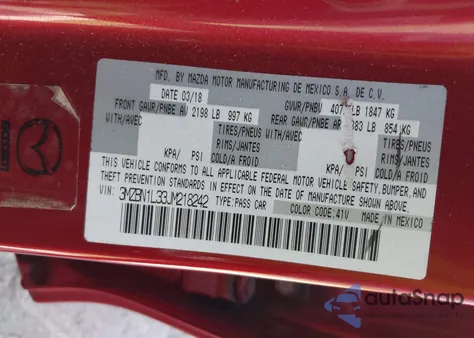 MFD. BY MAZDA MOTOR MANUFACTURING DE MEXICO S.A. DE C.V.
DATE 03/18
GVWR/PNBV 407 LB 1847 KG
FRONT GAWR/PNBE AV 2198 LB 997 KG
REAR GAWR/PNBE AR 883 LB 854 KG
WITH/AVEC
TIRES/PNEUS
RIMS/JANTES
KPA/ PSI COLD/A FROID
WITH/AVEC
TIRES/PNEUS
RIMS/JANTES
KPA/ PSI COLD/A FROID
THIS VEHICLE CONFORMS TO ALL APPLICABLE FEDERAL MOTOR VEHICLE SAFETY, BUMPER, AND
THEFT PREVENTION STANDARDS IN EFFECT ON THE DATE OF MANUFACTURE SHOWN ABOVE.
VIN: 3MZBN1L33JM218242 TYPE:PASS CAR COLOR CODE:41V MADE IN MEXICO
mazda
autoSnap